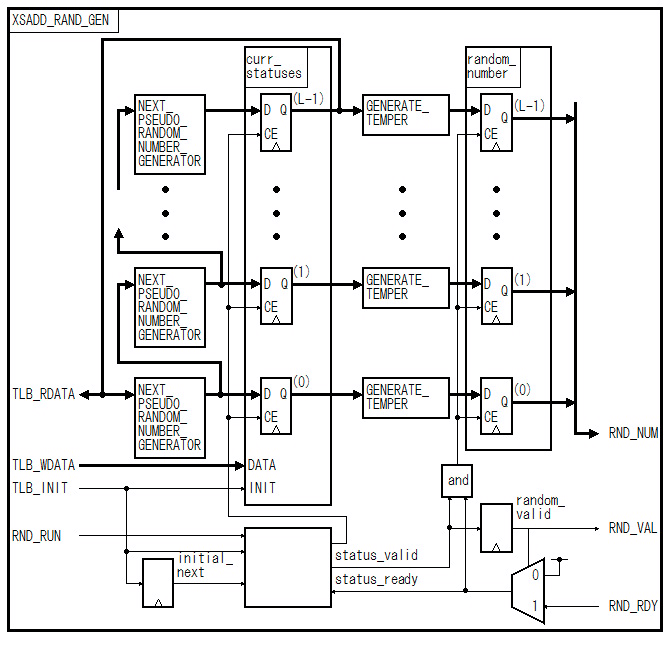 XSADD_RAND_GEN
curr_
statuses
random_
number
NEXT_
PSEUDO_
RANDOM_
NUMBER_
GENERATOR
D Q
CE
(L-1)
GENERATE_
TEMPER
D Q
CE
(L-1)
NEXT_
PSEUDO_
RANDOM_
NUMBER_
GENERATOR
D Q
CE
(1)
GENERATE_
TEMPER
D Q
CE
(1)
TLB_RDATA
NEXT_
PSEUDO_
RANDOM_
NUMBER_
GENERATOR
D Q
CE
(0)
GENERATE_
TEMPER
D Q
CE
(0)
RND_NUM
TLB_WDATA
DATA
TLB_INIT
INIT
and
random_
valid
RND_RUN
RND_VAL
initial_
next
status_valid
status_ready
0
1
RND_RDY